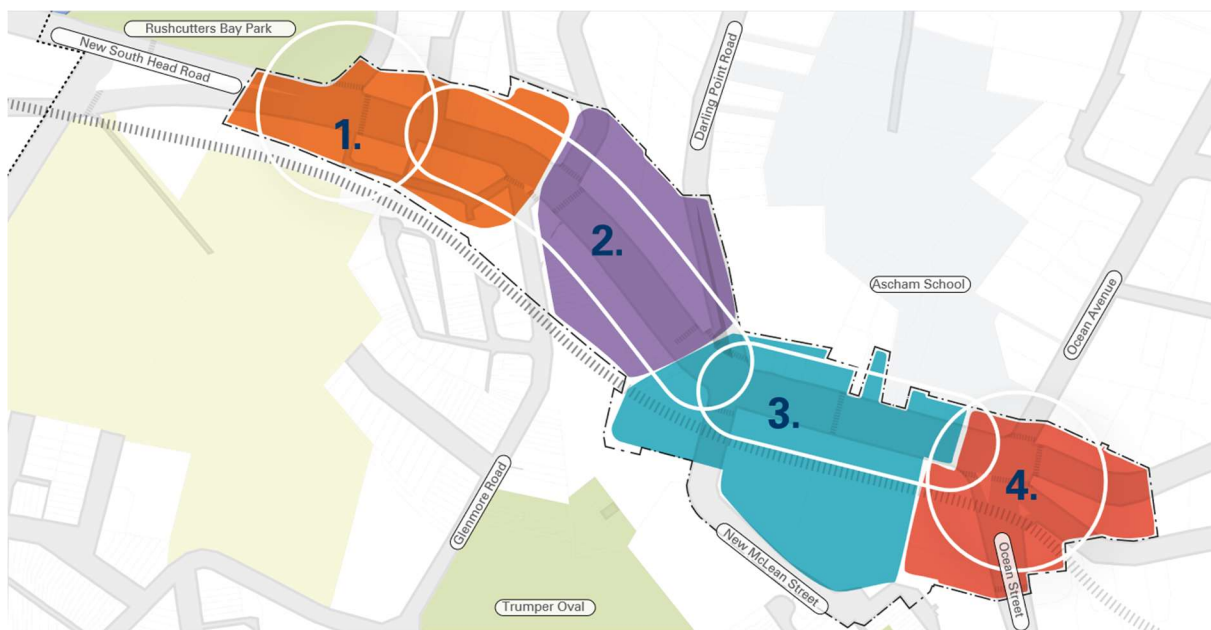 Rushcutters Bay Park
New South Head Road
Darling Point Road
1.
2.
Ascham School
Ocean Avenue
3.
4.
Glenmore Road
New McLean Street
Ocean Street
Trumper Oval